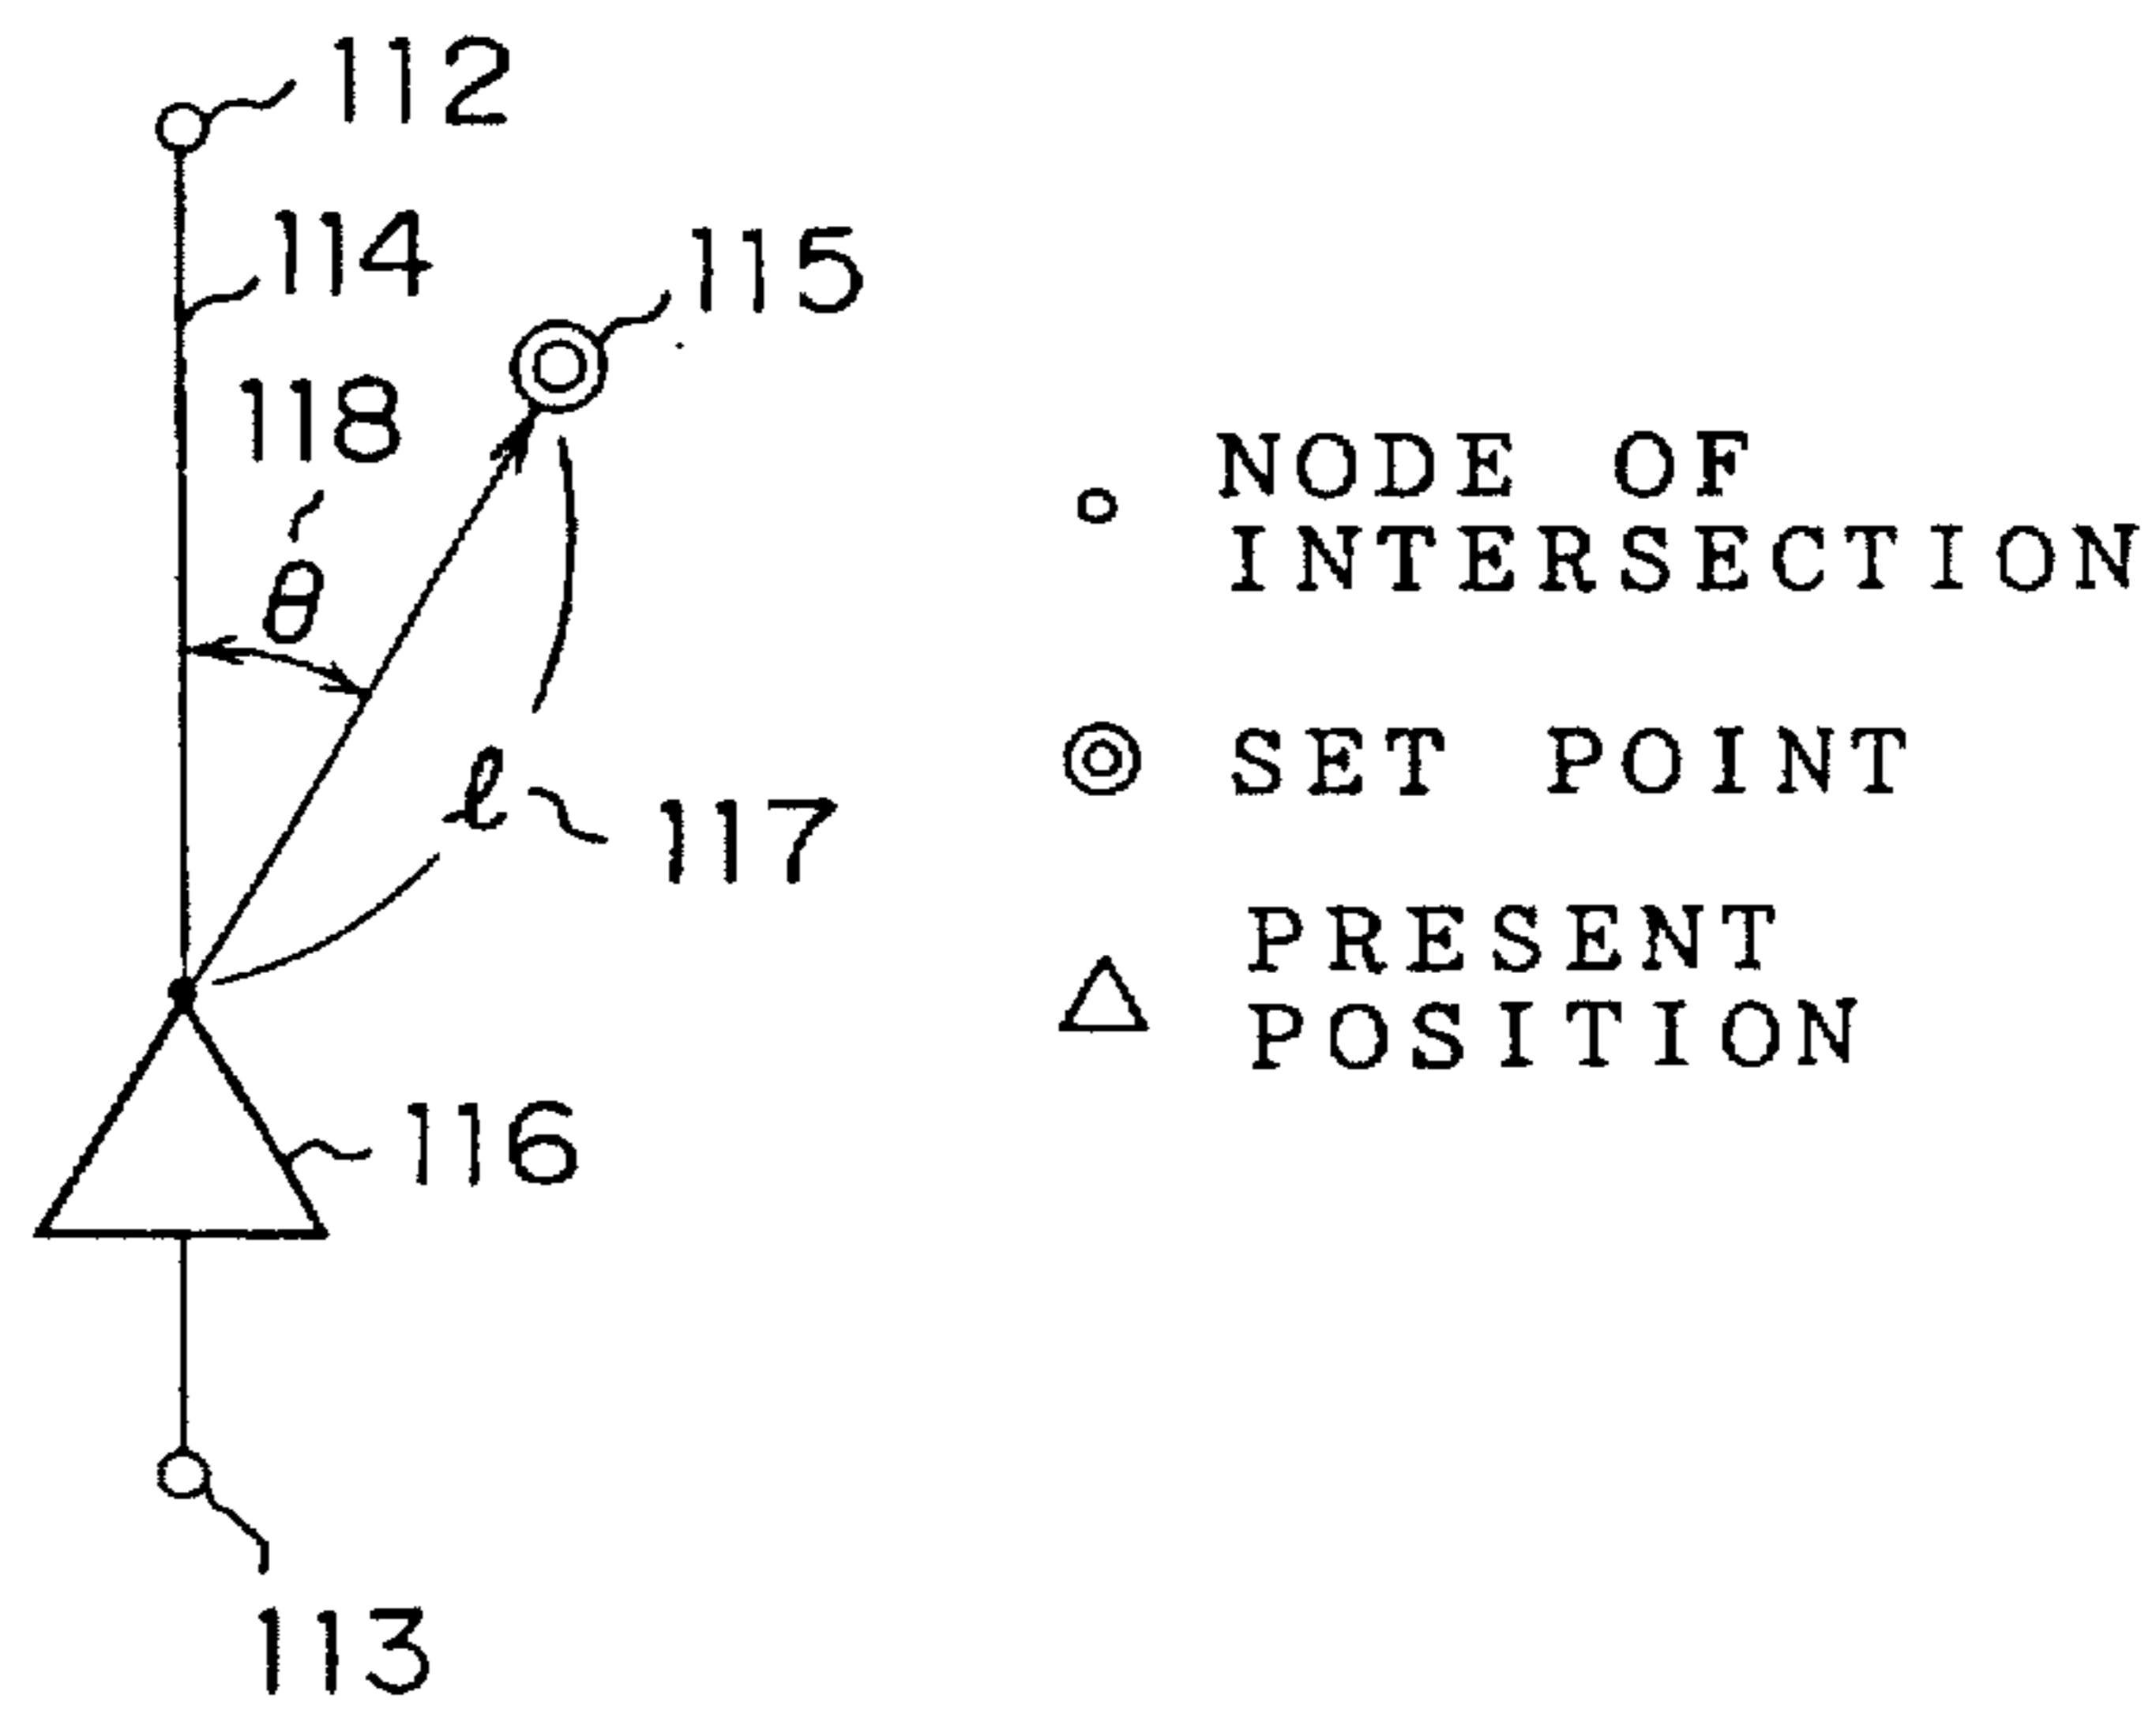 112
114
115
118
θ
ℓ
117
116
113
NODE OF
INTERSECTION
SET POINT
PRESENT
POSITION